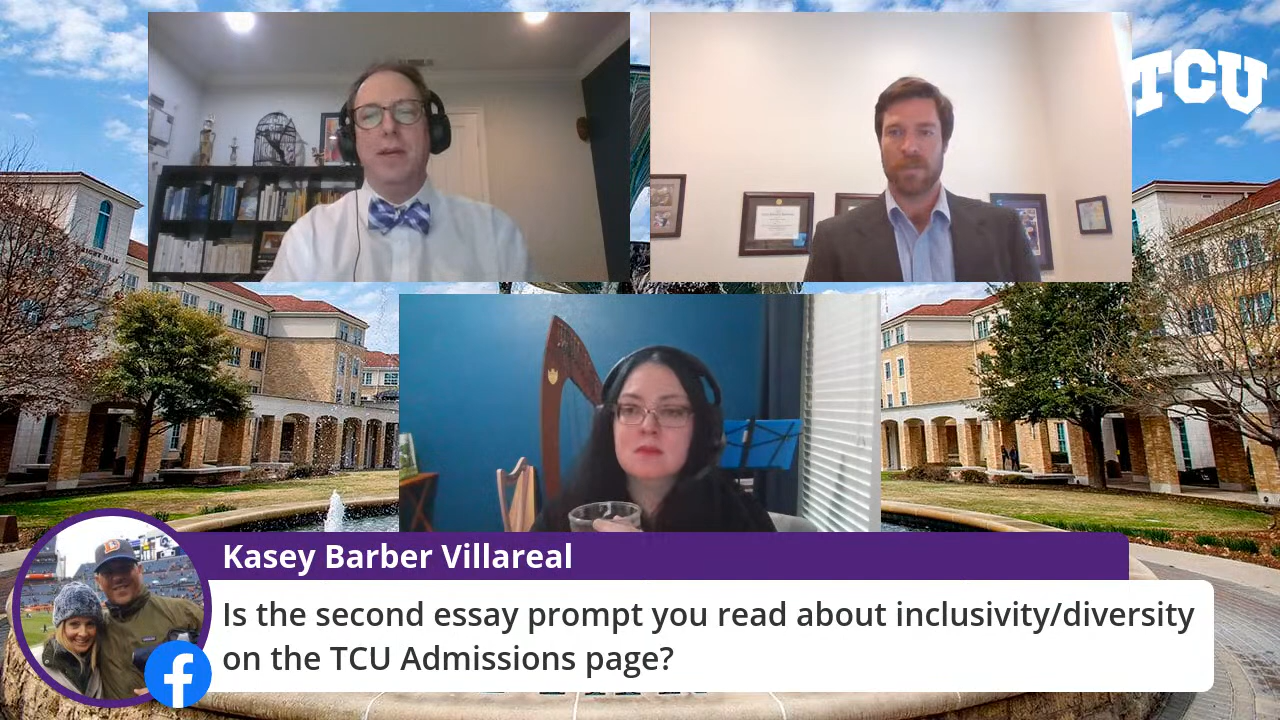 TCU
Kasey Barber Villareal
Is the second essay prompt you read about inclusivity/diversity
on the TCU Admissions page?